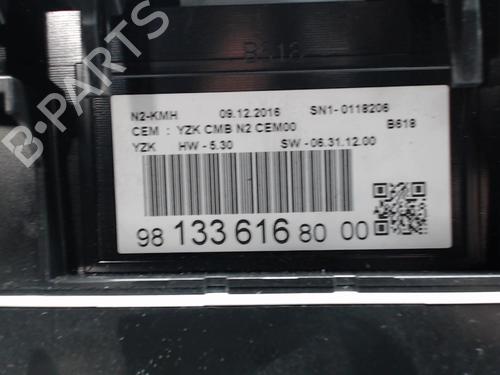 B618
N2-KMH 09.12.2016 SN1- 0118206
CEM : YZK CMB N2 CEM00 B618
YZK HW - 5.30 SW - 06.31.12.00
98 133 616 80 00
B-PARTS